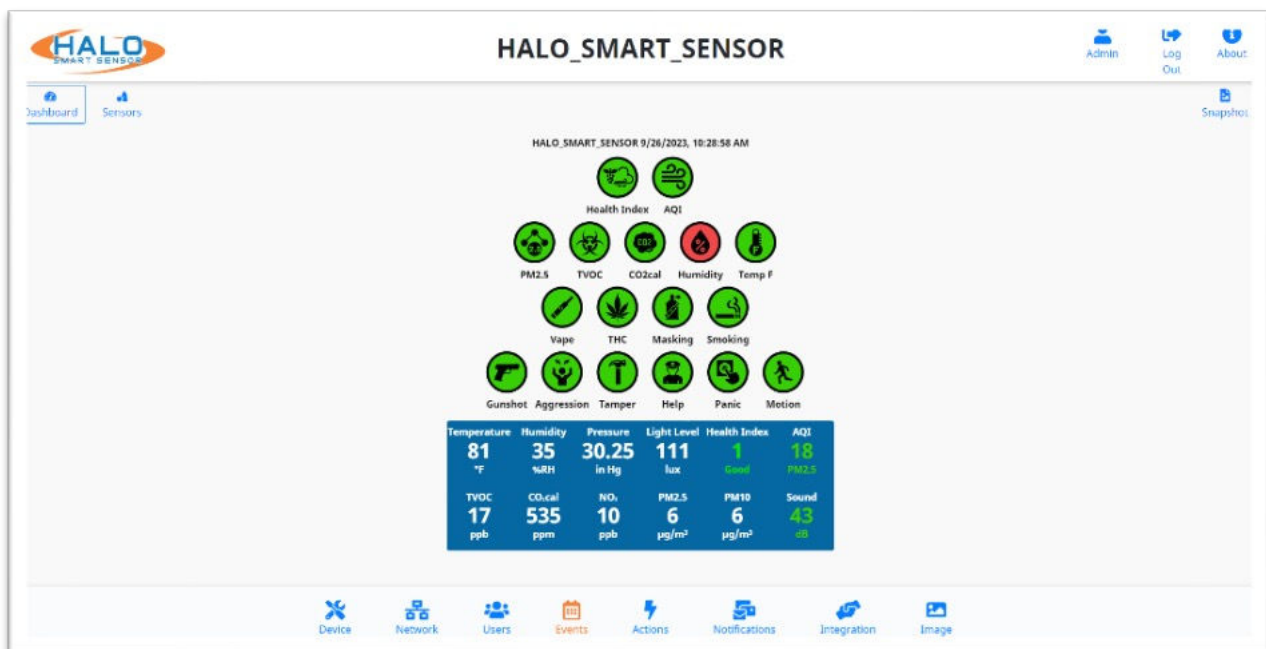 HALO
SMART SENSOR
HALO_SMART_SENSOR
Admin
Log
Out
About
Dashboard Sensors
Snapshot
HALO_SMART_SENSOR 9/26/2023, 10:28:58 AM
Health Index AQI
CO2 %
F
PM2.5 TVOC CO2cal Humidity Temp F
Vape THC Masking Smoking
Gunshot Aggression Tamper Help Panic Motion
Temperature Humidity Pressure Light Level Health Index AQI
81 35 30.25 111 1 18
°F %RH in Hg lux Good PM2.5
TVOC CO₂cal NO₂ PM2.5 PM10 Sound
17 535 10 6 6 43
ppb ppm ppb µg/m³ µg/m³ dB
Device Network Users Events Actions Notifications Integration Image